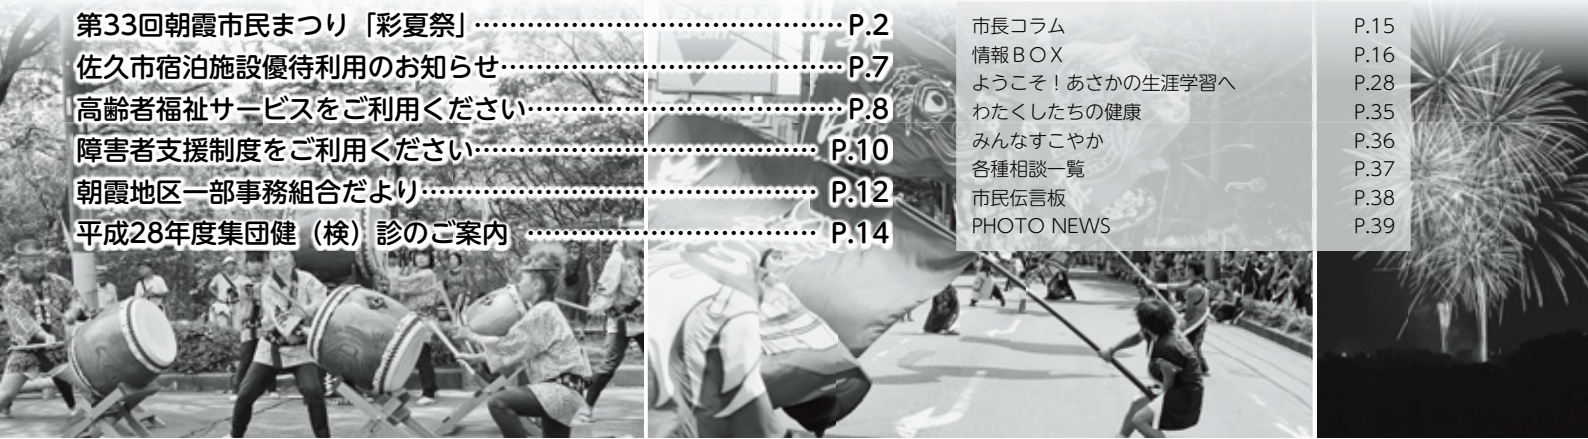 第33回朝霞市民まつり「彩夏祭」…………………………………P.2
佐久市宿泊施設優待利用のお知らせ………………………………P.7
高齢者福祉サービスをご利用ください……………………………P.8
障害者支援制度をご利用ください……………………………… P.10
朝霞地区一部事務組合だより…………………………………… P.12
平成28年度集団健（検）診のご案内 ………………………… P.14
市長コラム P.15
情報ＢＯＸ P.16
ようこそ！あさかの生涯学習へ P.28
わたくしたちの健康 P.35
みんなすこやか P.36
各種相談一覧 P.37
市民伝言板 P.38
PHOTO NEWS P.39